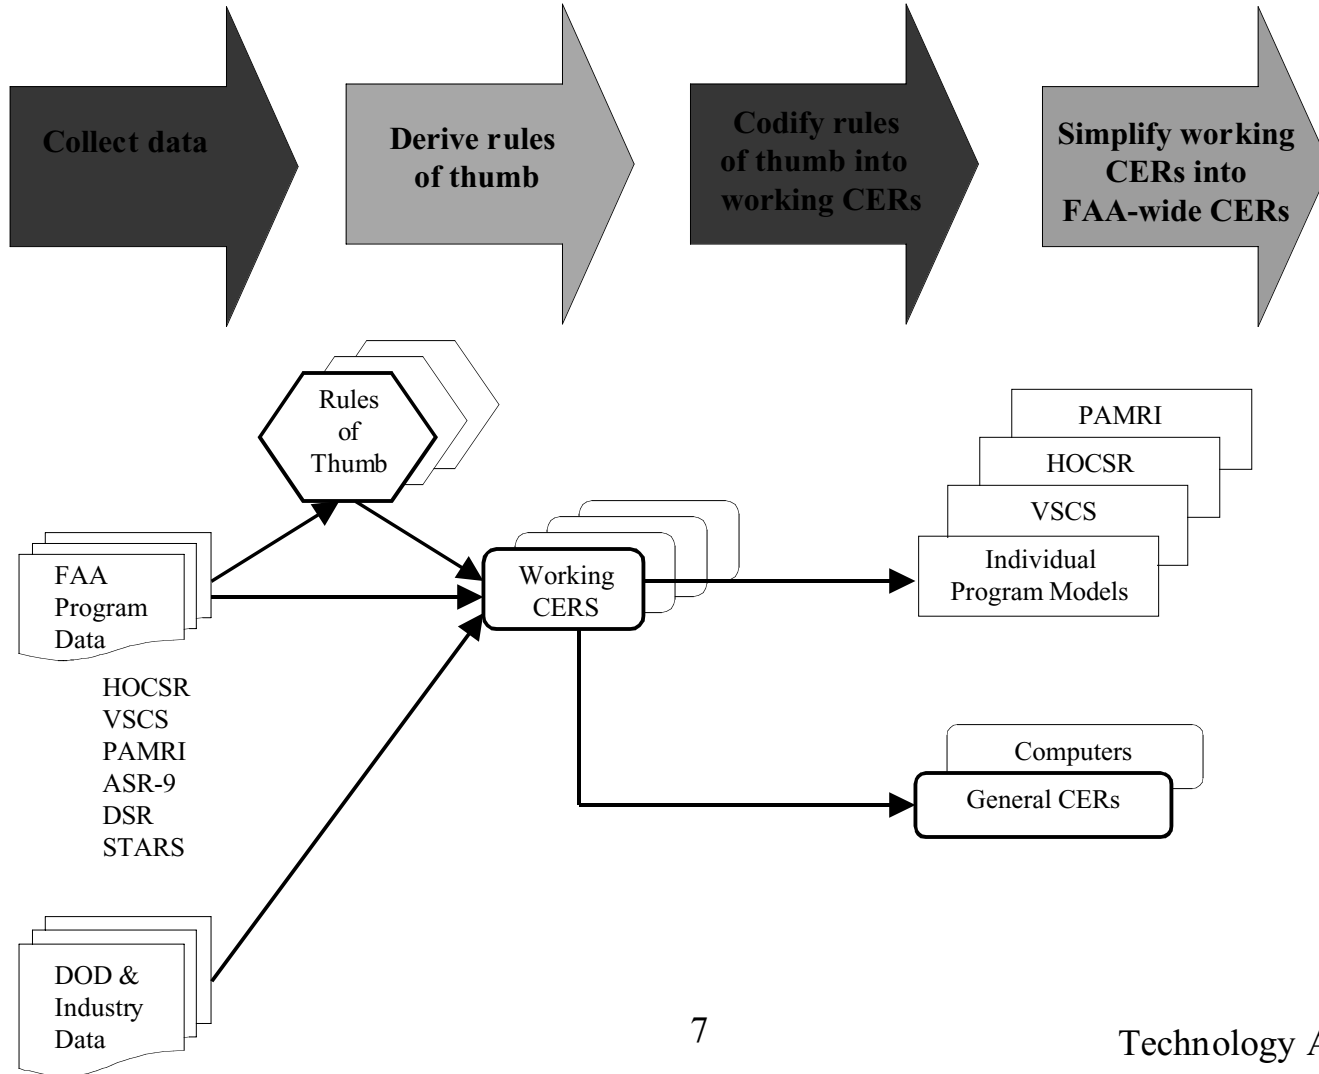 Collect data
Derive rules
of thumb
Codify rules
of thumb into
working CERs
Simplify working
CERs into
FAA-wide CERs
Rules
of
Thumb
PAMRI
HOCSR
VSCS
Individual
Program Models
FAA
Program
Data
Working
CERS
HOCSR
VSCS
PAMRI
ASR-9
DSR
STARS
Computers
General CERs
DOD &
Industry
Data
7
Technology A